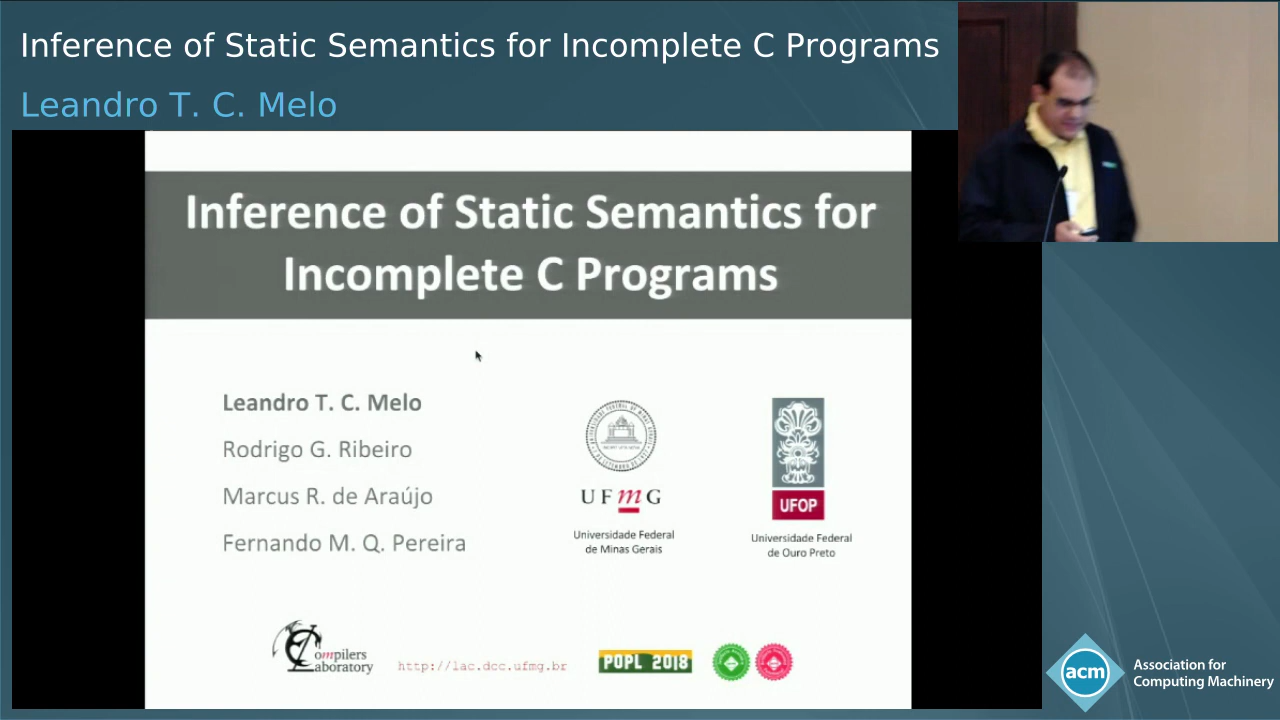 Inference of Static Semantics for Incomplete C Programs
Leandro T. C. Melo
Inference of Static Semantics for
Incomplete C Programs
Leandro T. C. Melo
Rodrigo G. Ribeiro
Marcus R. de Araújo
Fernando M. Q. Pereira
UFmG
Universidade Federal
de Minas Gerais
UFOP
Universidade Federal
de Ouro Preto
Compilers
Laboratory
http://lac.dcc.ufmg.br
POPL 2018
acm
Association for
Computing Machinery